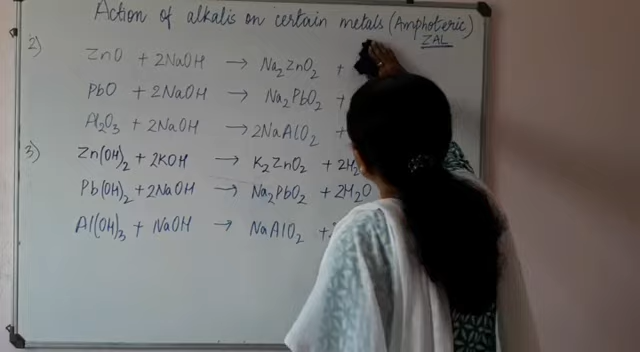 Action of alkalis on certain metals (Amphoteric)
ZAL
2) ZnO + 2NaOH → Na₂ZnO₂ +
PbO + 2NaOH → Na₂PbO₂ +
Al₂O₃ + 2NaOH → 2NaAlO₂ +
3) Zn(OH)₂ + 2KOH → K₂ZnO₂ + 2H₂
Pb(OH)₂ + 2NaOH → Na₂PbO₂ + 2H₂O
Al(OH)₃ + NaOH → NaAlO₂ +